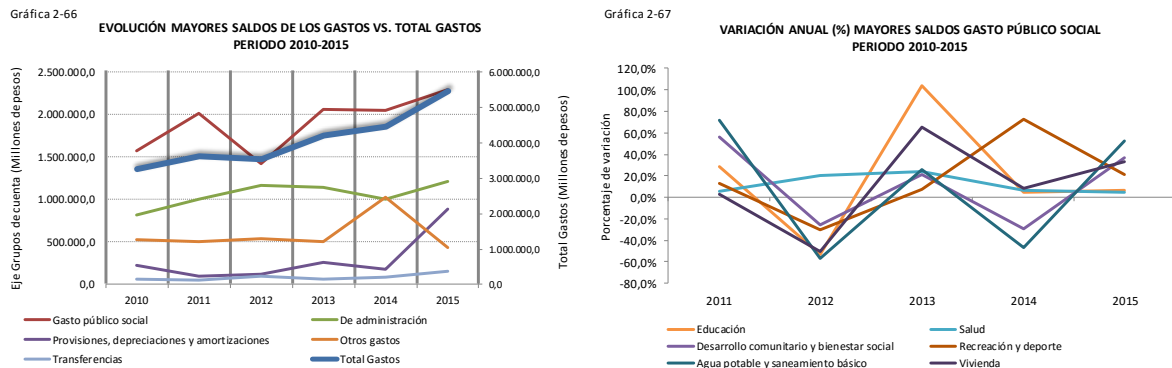 Gráfica 2-66
EVOLUCIÓN MAYORES SALDOS DE LOS GASTOS VS. TOTAL GASTOS
PERIODO 2010-2015
Eje Grupos de cuenta (Millones de pesos)
2.500.000,0
2.000.000,0
1.500.000,0
1.000.000,0
500.000,0
0,0
6.000.000,0
5.000.000,0
4.000.000,0
3.000.000,0
2.000.000,0
1.000.000,0
0,0
Total Gastos (Millones de pesos)
2010 2011 2012 2013 2014 2015
Gasto público social
De administración
Provisiones, depreciaciones y amortizaciones
Otros gastos
Transferencias
Total Gastos
Gráfica 2-67
VARIACIÓN ANUAL (%) MAYORES SALDOS GASTO PÚBLICO SOCIAL
PERIODO 2010-2015
Porcentaje de variación
120,0%
100,0%
80,0%
60,0%
40,0%
20,0%
0,0%
-20,0%
-40,0%
-60,0%
-80,0%
2011 2012 2013 2014 2015
Educación
Salud
Desarrollo comunitario y bienestar social
Recreación y deporte
Agua potable y saneamiento básico
Vivienda